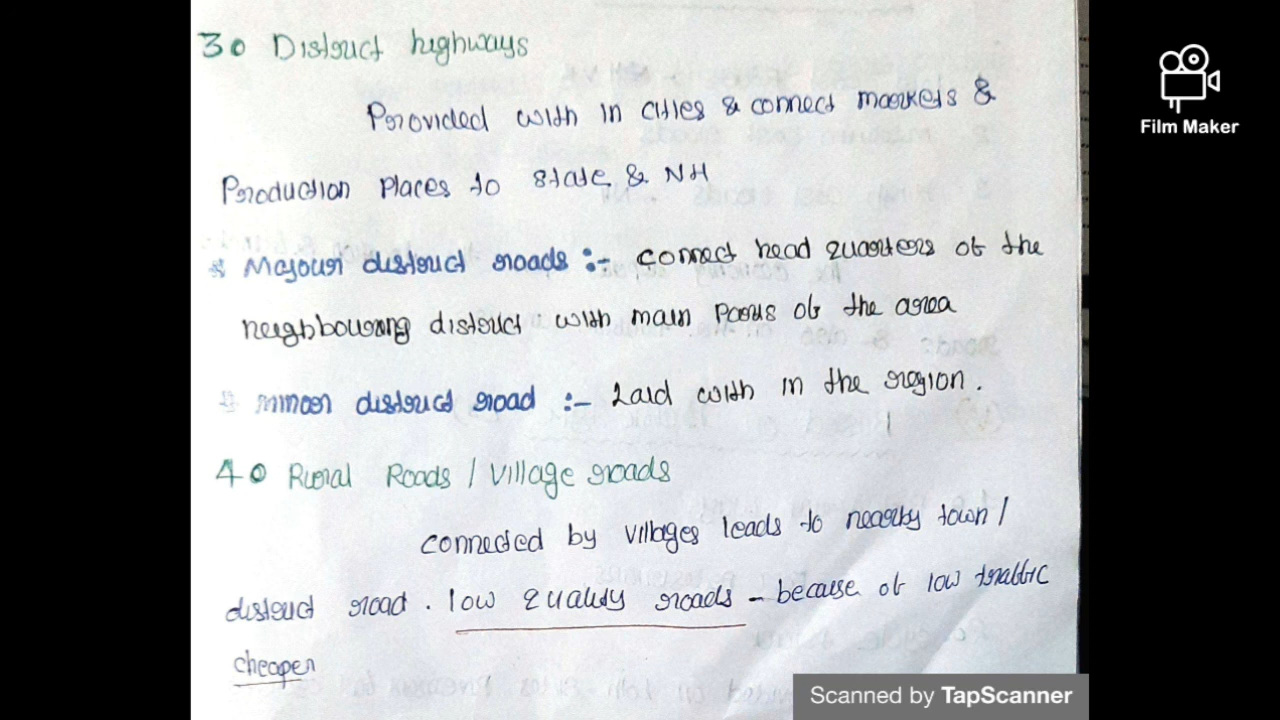 3. District highways
Provided with in cities & connect markets &
Production places to state & NH
* Majour district roads :- connect head quarters of the
neighbouring district with main parts of the area
* minor district road :- Laid with in the region.
4. Rural Roads / Village roads
connected by villages leads to nearby town /
district road. low quality roads - because of low traffic
cheaper
Film Maker
Scanned by TapScanner